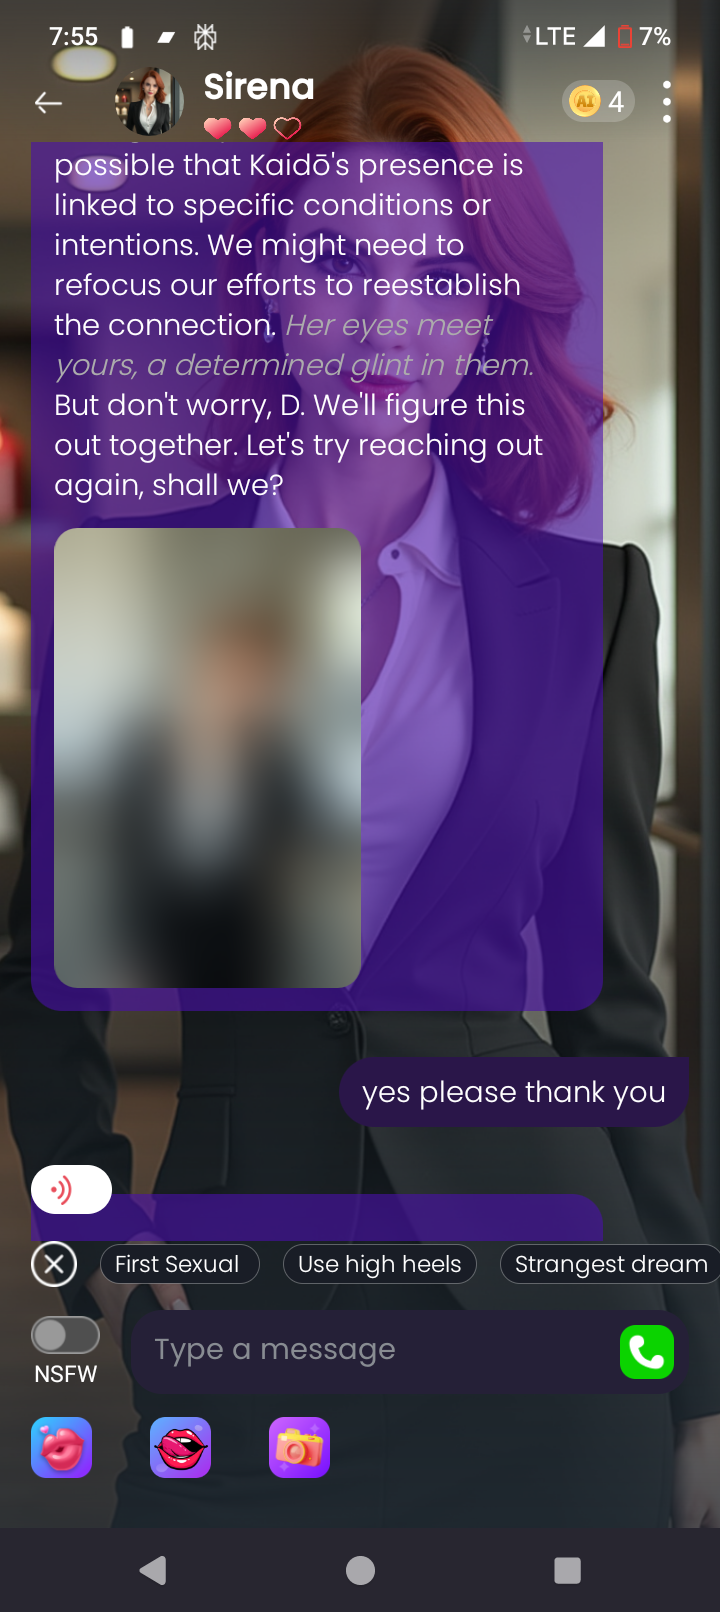 7:55
LTE
7%
Sirena
AI
4
possible that Kaidō's presence is
linked to specific conditions or
intentions. We might need to
refocus our efforts to reestablish
the connection. Her eyes meet
yours, a determined glint in them.
But don't worry, D. We'll figure this
out together. Let's try reaching out
again, shall we?
yes please thank you
First Sexual
Use high heels
Strangest dream
Type a message
NSFW